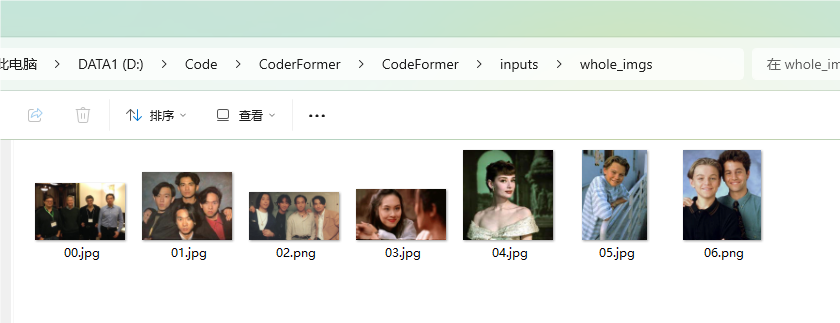 此电脑 > DATA1 (D:) > Code > CoderFormer > CodeFormer > inputs > whole_imgs 在 whole_im
排序 查看 ...
00.jpg 01.jpg 02.png 03.jpg 04.jpg 05.jpg 06.png